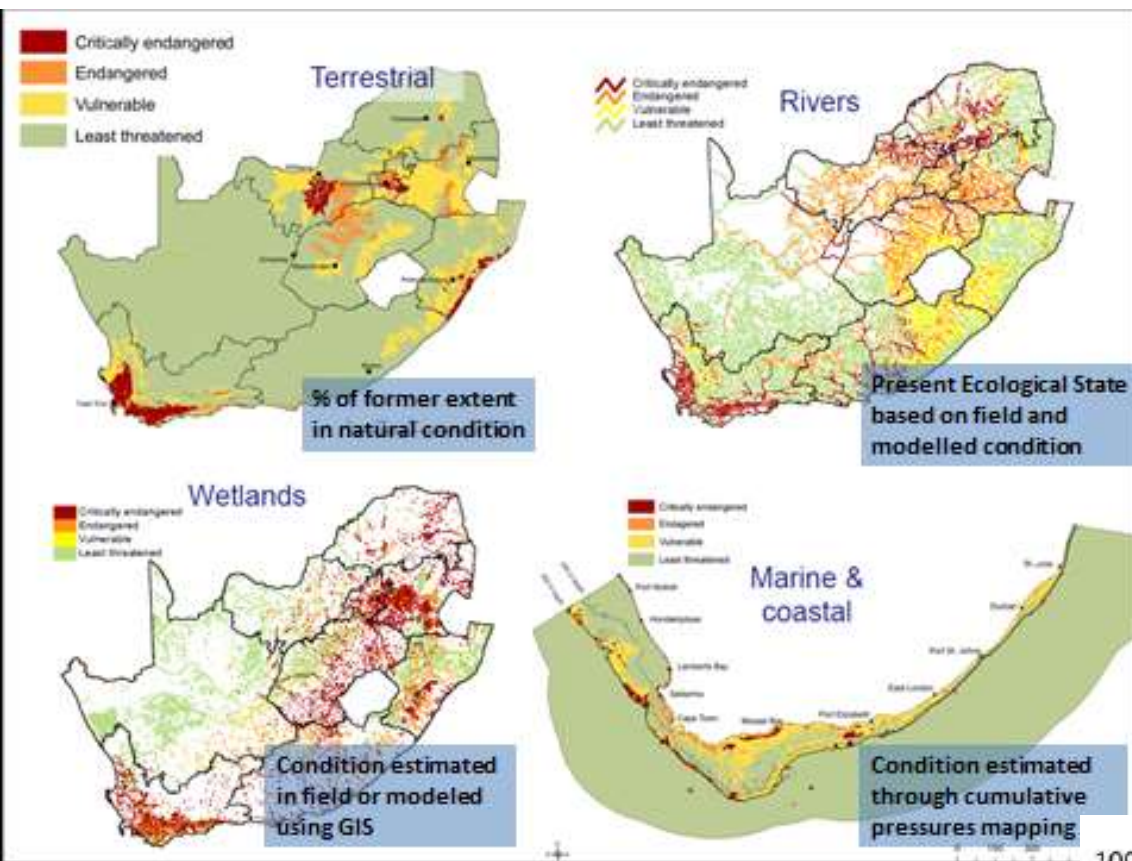 Critically endangered
Endangered
Vulnerable
Least threatened
Terrestrial
% of former extent
in natural condition
Critically endangered
Endangered
Vulnerable
Least threatened
Rivers
Present Ecological State
based on field and
modelled condition
Wetlands
Critically endangered
Endangered
Vulnerable
Least threatened
Condition estimated
in field or modeled
using GIS
Critically endangered
Endagered
Vulnerable
Least threatened
Marine &
coastal
Port Nolloth
Hondeklipbaai
Lamberts Bay
Saldanha
Cape Town
Mossel Bay
Port Elizabeth
East London
Port St. Johns
Durban
Condition estimated
through cumulative
pressures mapping